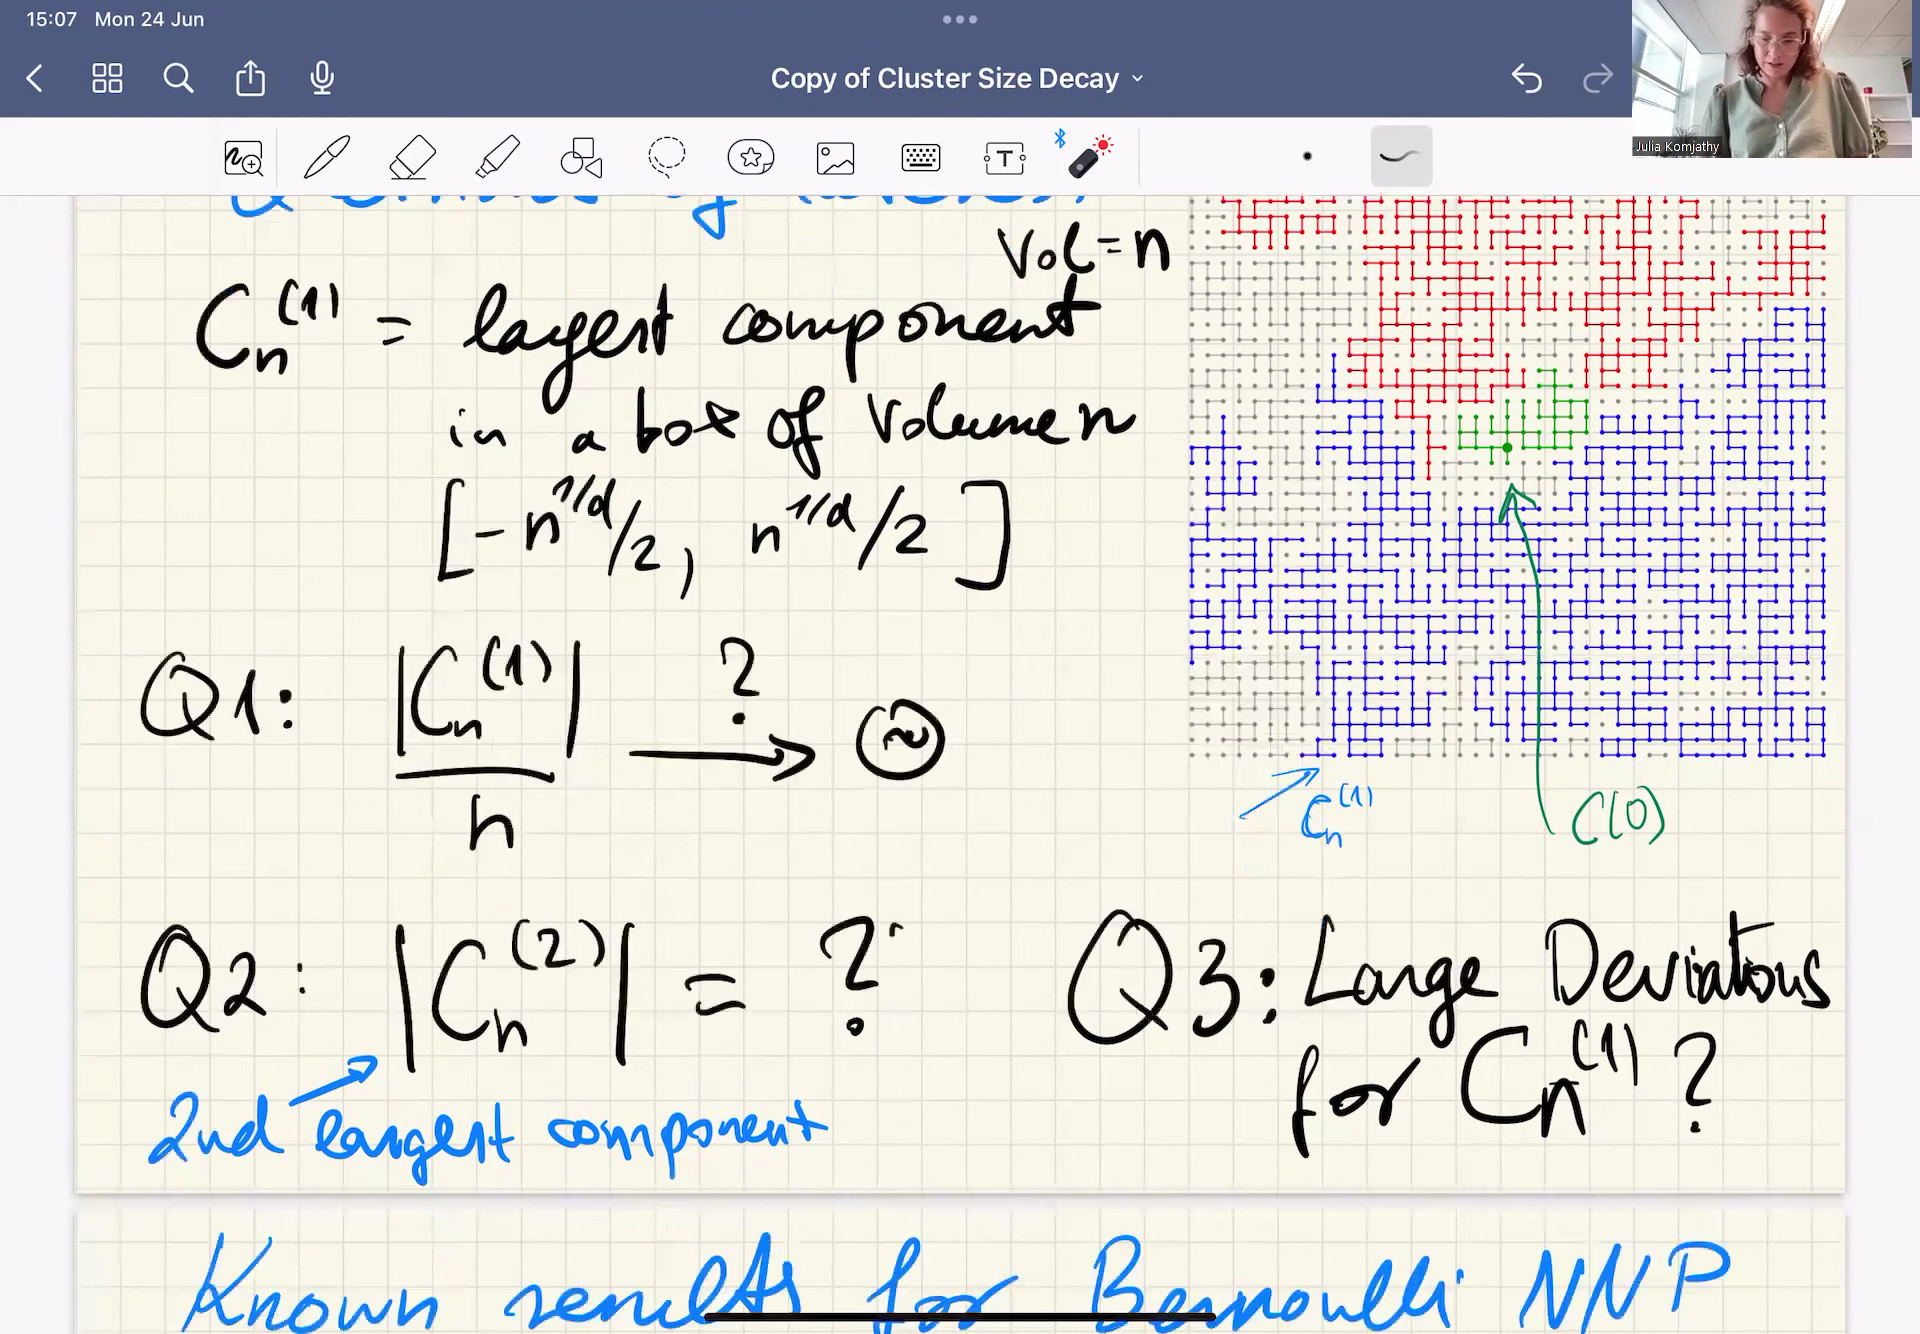 15:07 Mon 24 Jun
Copy of Cluster Size Decay
Julia Komjathy
Vol = n
C_n^(1) = largest component
in a box of volume n
[-n^{1/d}/2, n^{1/d}/2]
Q1: |C_n^(1)| / n →? 
C_n^(1)
C(0)
Q2: |C_n^(2)| = ?
2nd largest component
Q3: Large Deviations
for C_n^(1) ?
Known results for Bernoulli NNP